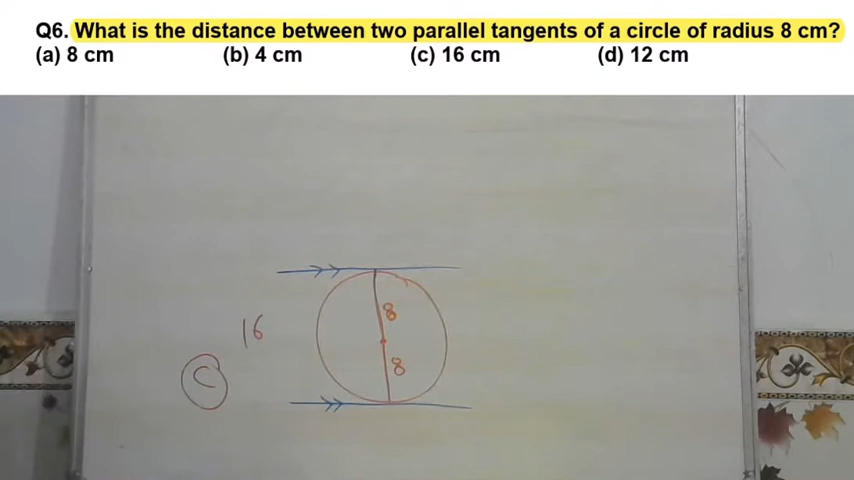 Q6. What is the distance between two parallel tangents of a circle of radius 8 cm?
(a) 8 cm (b) 4 cm (c) 16 cm (d) 12 cm
8
16
8
C